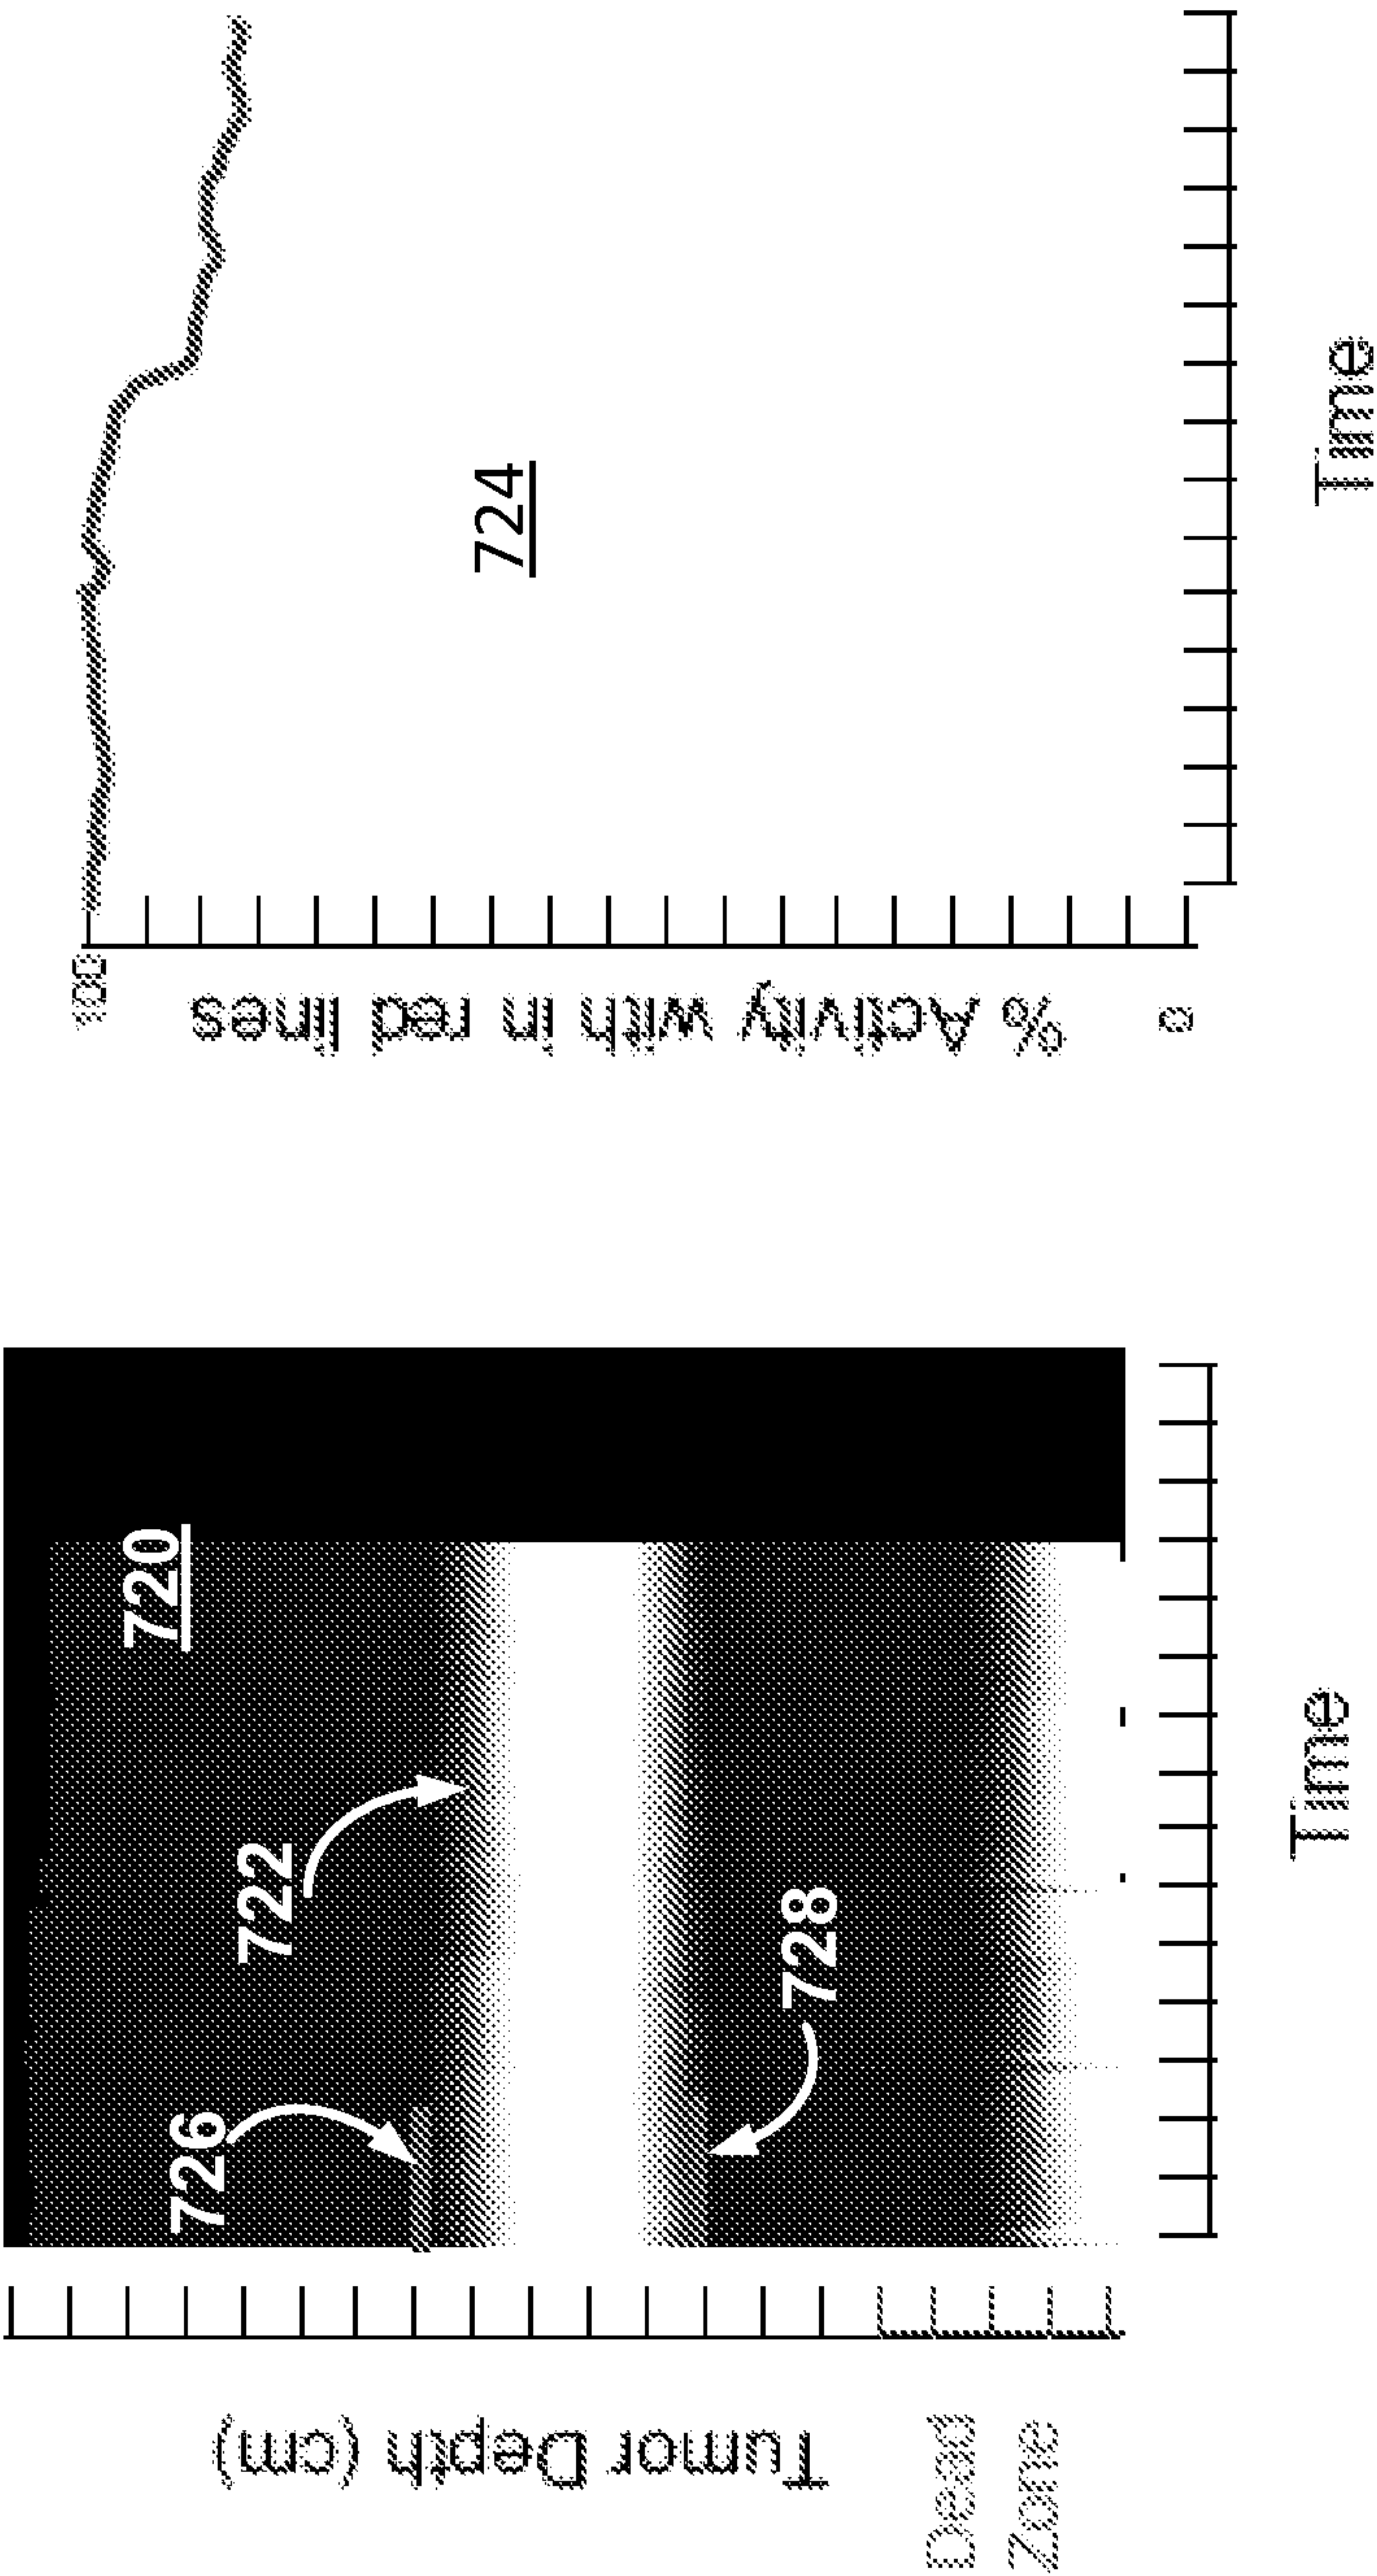 Tumor Depth (cm)
Dead
Zone
720
722
726
728
Time
100
% Activity with in red lines
0
724
Time